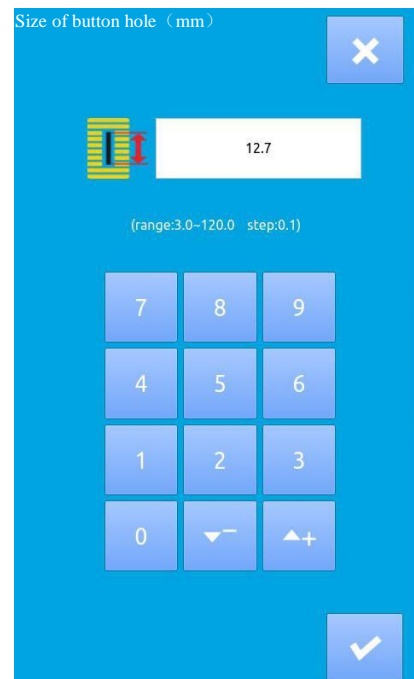 Size of button hole（mm）
12.7
(range:3.0~120.0 step:0.1)
7 8 9
4 5 6
1 2 3
0 − +